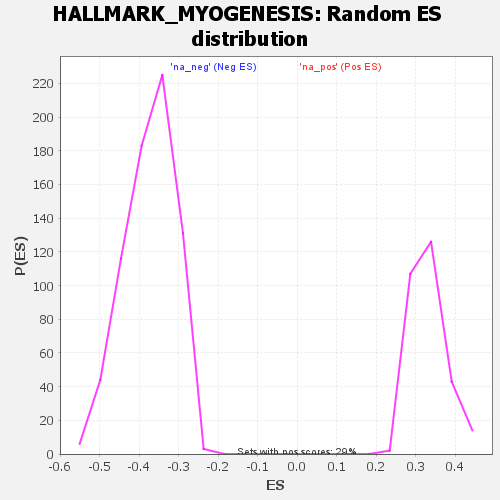 HALLMARK_MYOGENESIS: Random ES
distribution
'na_neg' (Neg ES)
'na_pos' (Pos ES)
220
200
180
160
140
120
100
80
60
40
20
0
P(ES)
Sets with pos scores: 29%
-0.6 -0.5 -0.4 -0.3 -0.2 -0.1 0.0 0.1 0.2 0.3 0.4
ES